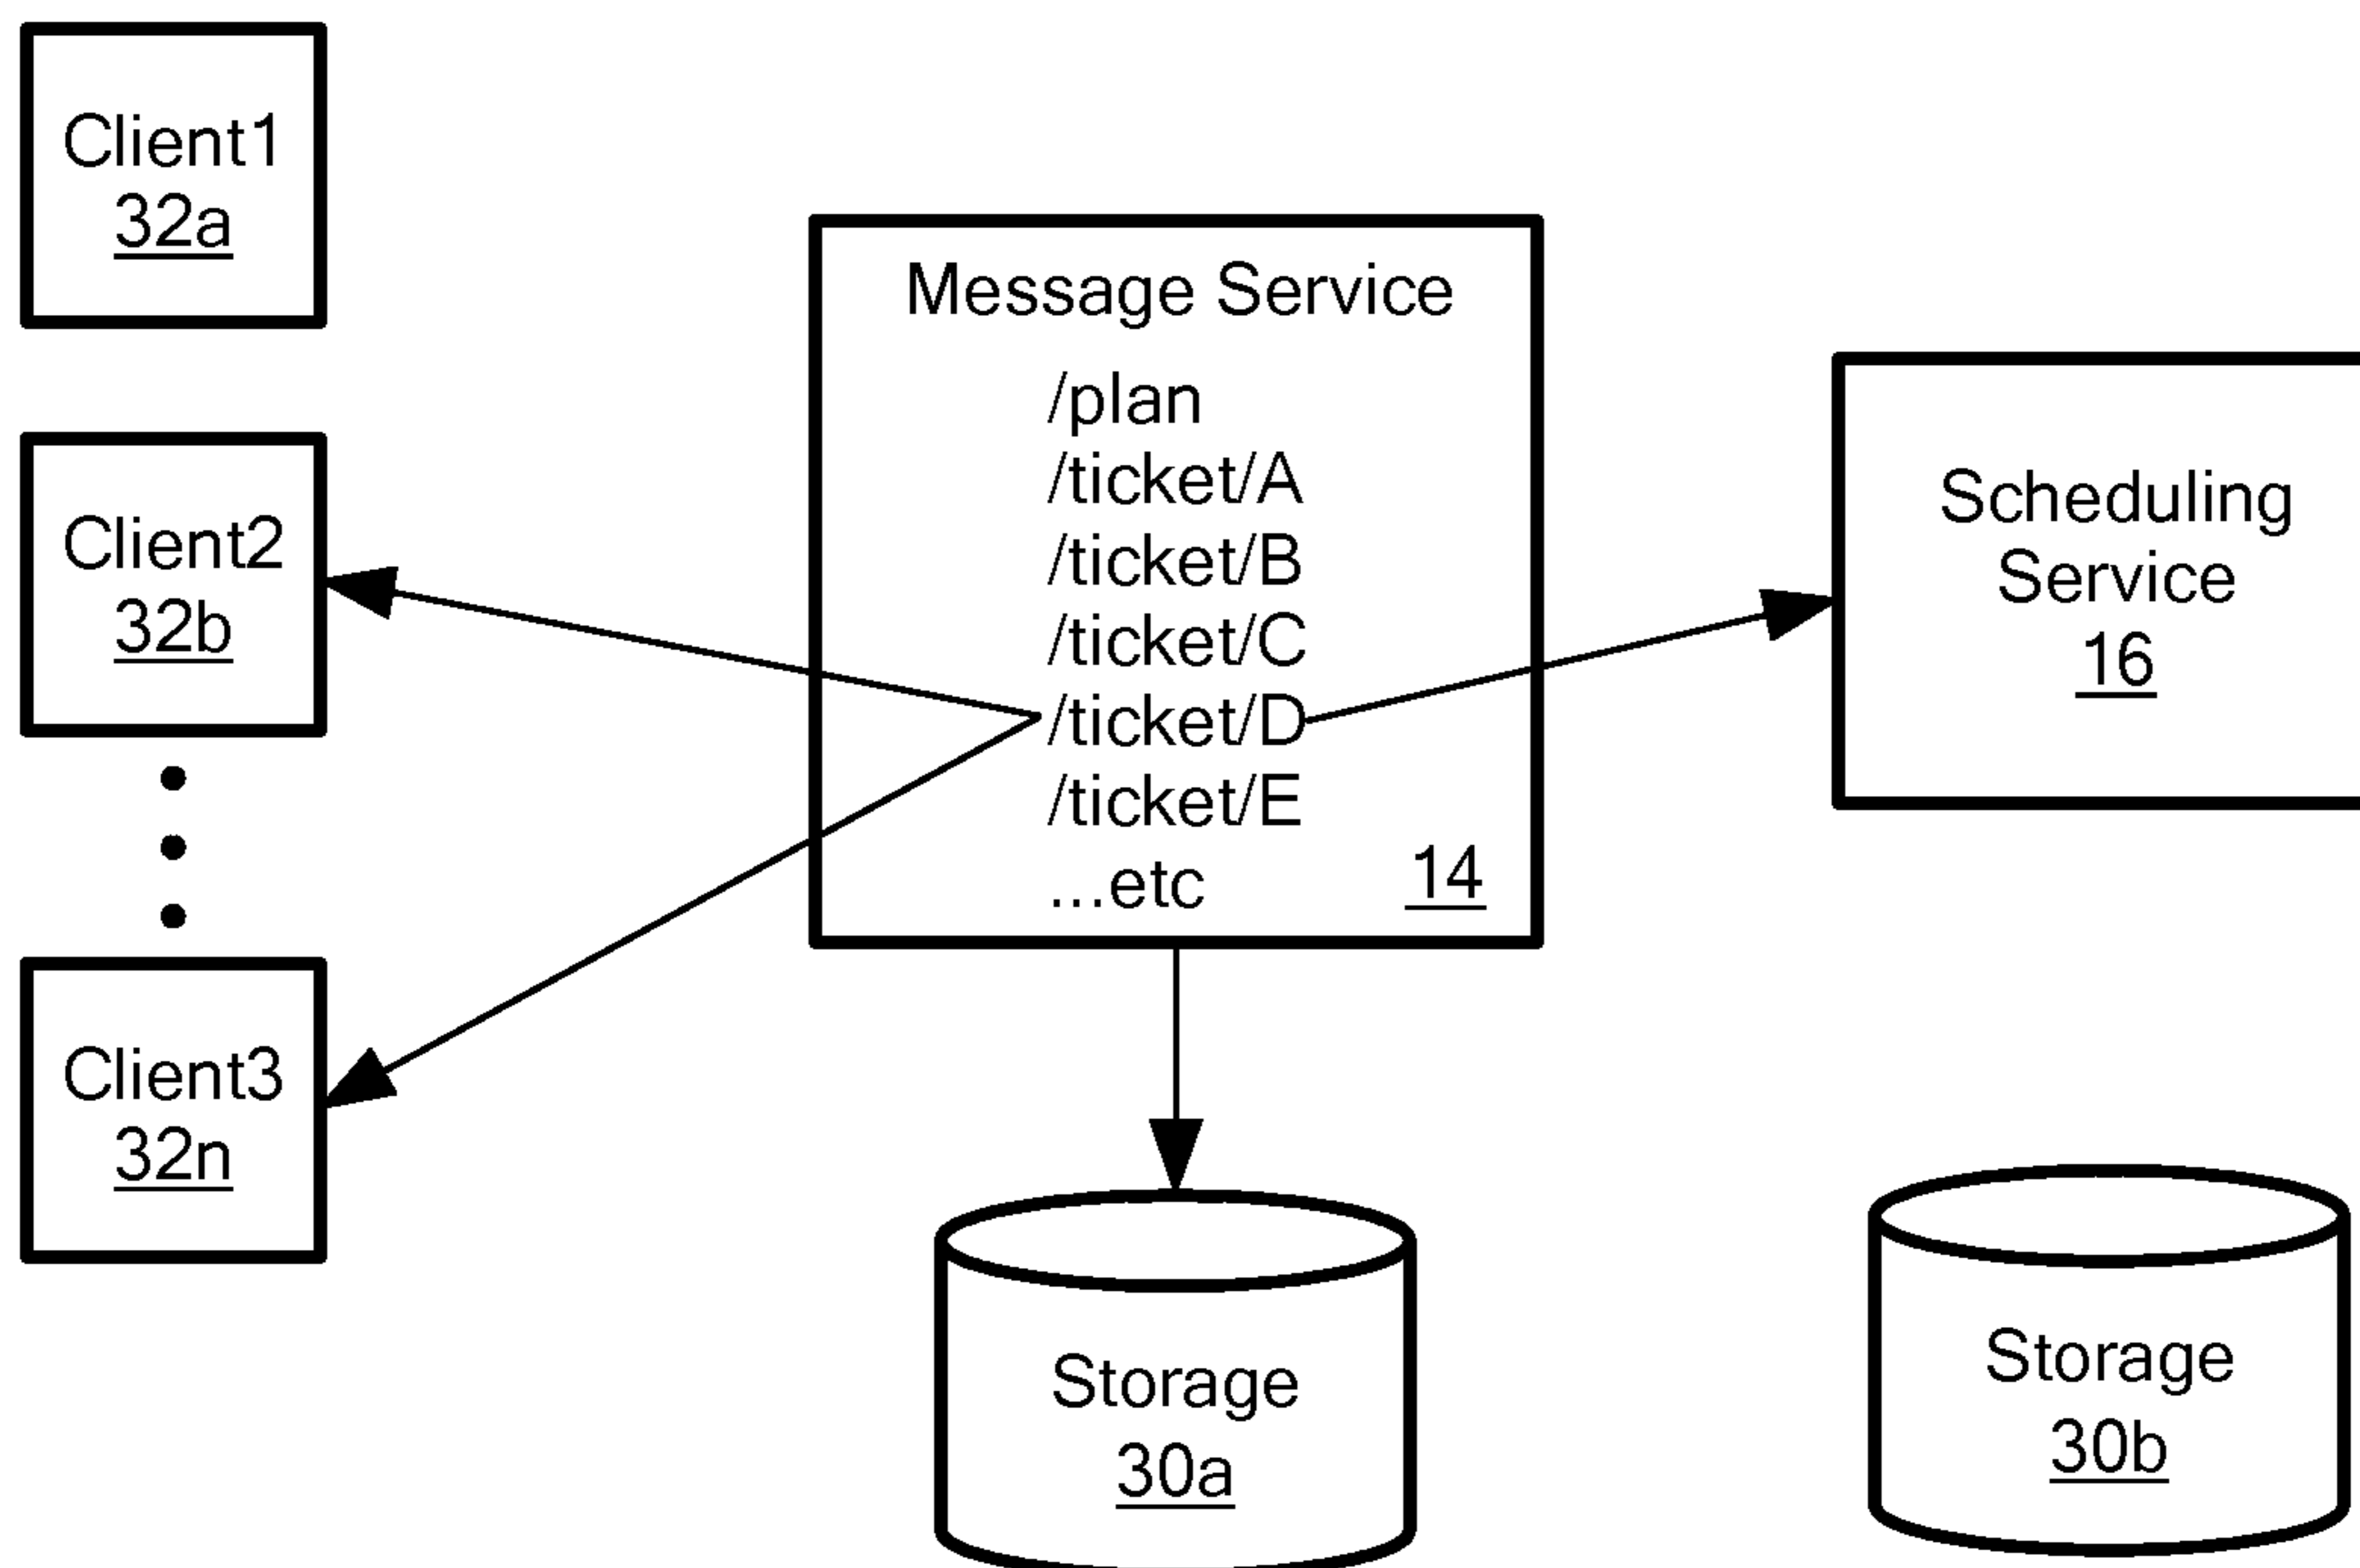 Client1
32a
Client2
32b
Client3
32n
Message Service
/plan
/ticket/A
/ticket/B
/ticket/C
/ticket/D
/ticket/E
...etc
14
Scheduling
Service
16
Storage
30a
Storage
30b